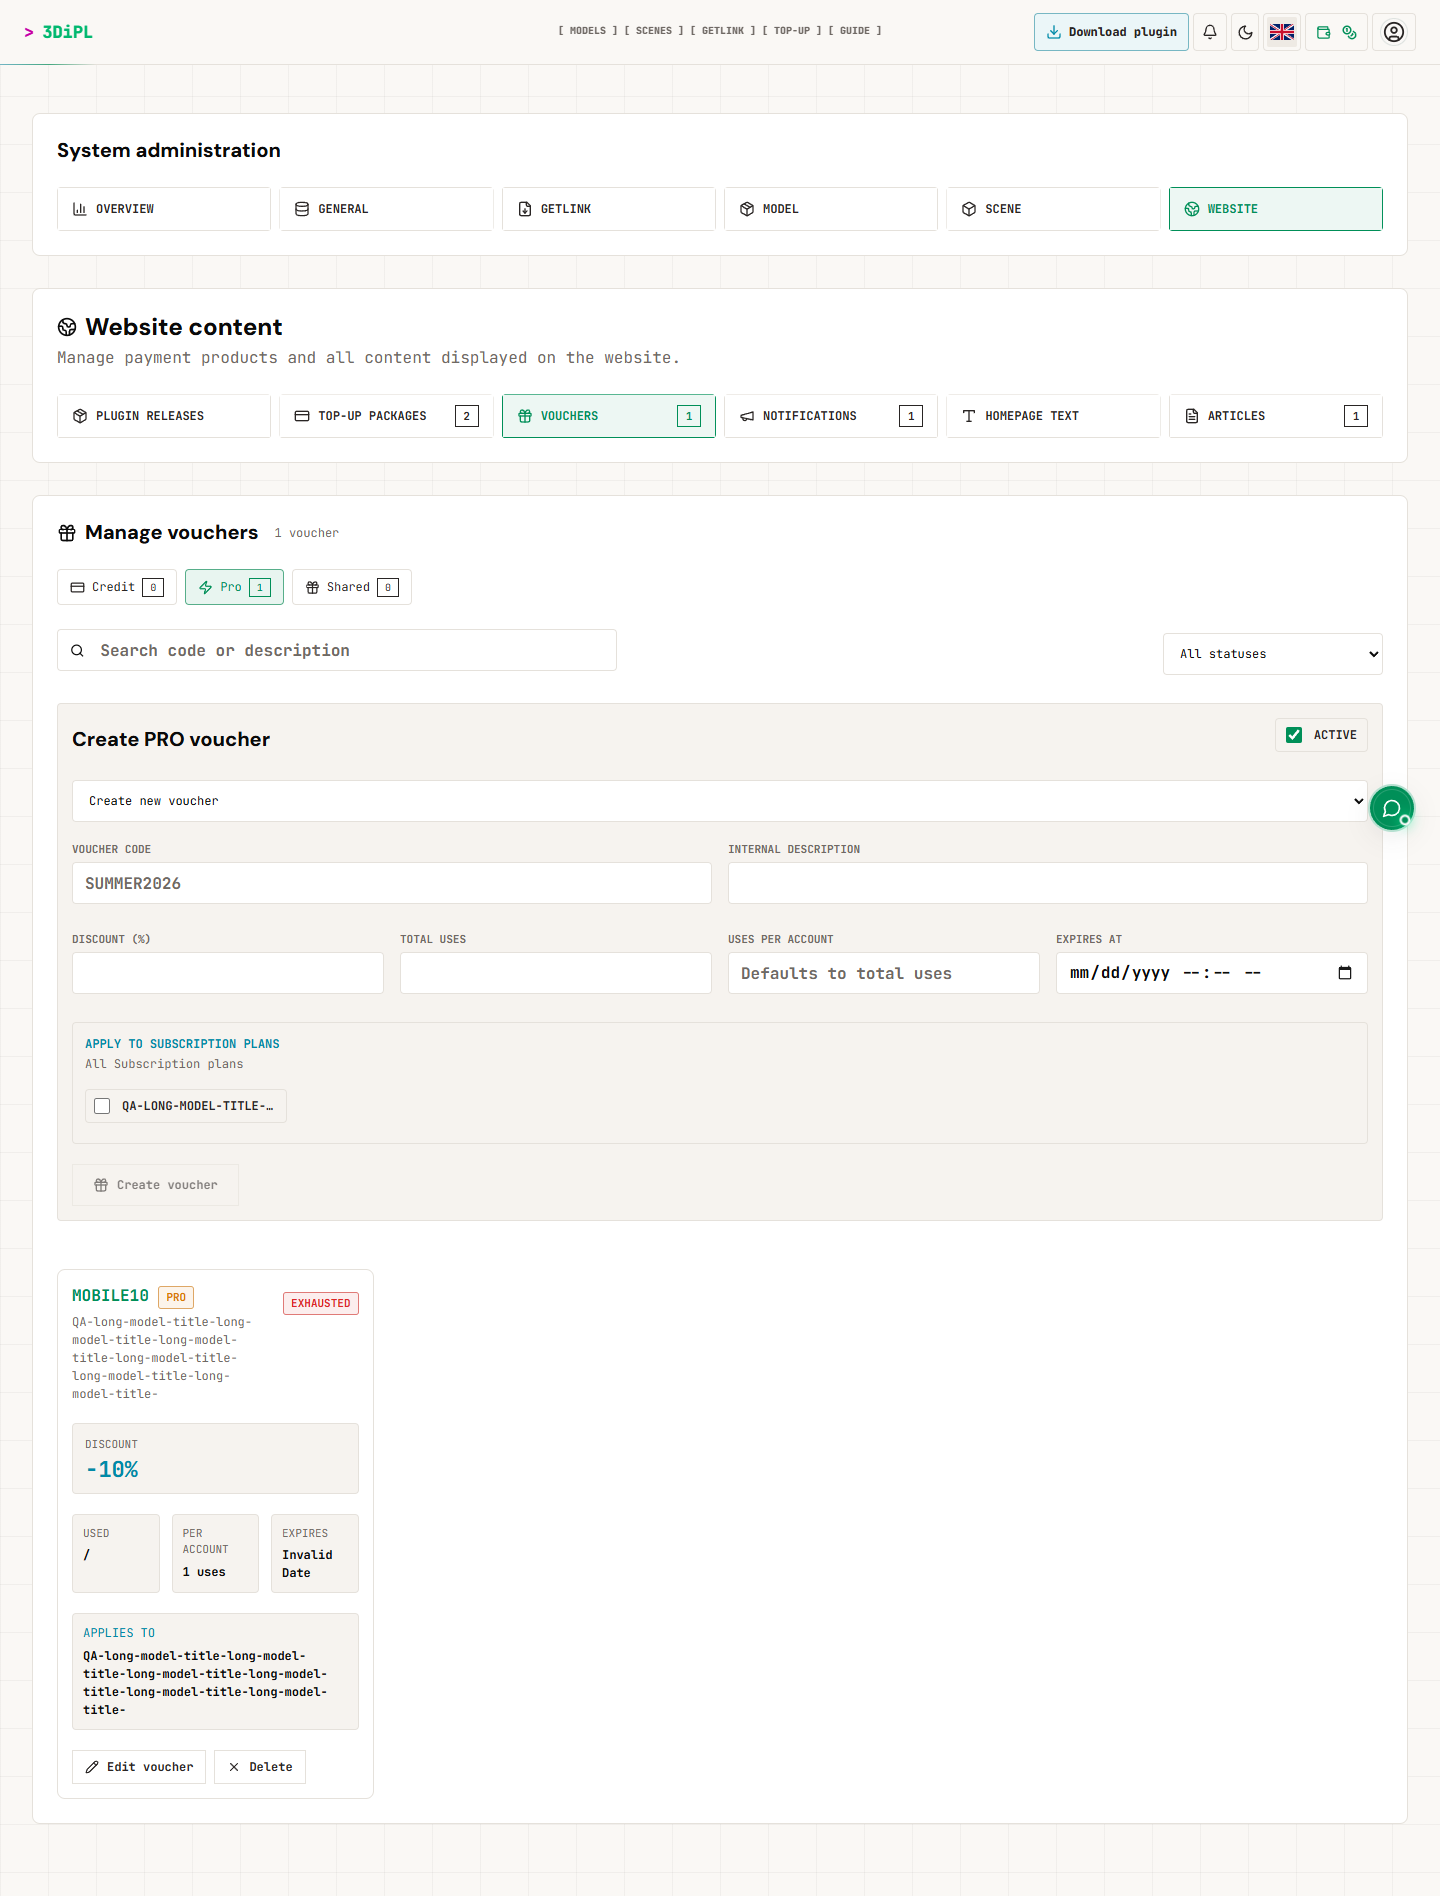 > 3DiPL
[ MODELS ] [ SCENES ] [ GETLINK ] [ TOP-UP ] [ GUIDE ]
Download plugin
System administration
OVERVIEW
GENERAL
GETLINK
MODEL
SCENE
WEBSITE
Website content
Manage payment products and all content displayed on the website.
PLUGIN RELEASES
TOP-UP PACKAGES 2
VOUCHERS 1
NOTIFICATIONS 1
HOMEPAGE TEXT
ARTICLES 1
Manage vouchers 1 voucher
Credit 0
Pro 1
Shared 0
Search code or description
All statuses
Create PRO voucher
ACTIVE
Create new voucher
VOUCHER CODE
INTERNAL DESCRIPTION
SUMMER2026
DISCOUNT (%)
TOTAL USES
USES PER ACCOUNT
EXPIRES AT
Defaults to total uses
mm/dd/yyyy --:-- --
APPLY TO SUBSCRIPTION PLANS
All Subscription plans
QA-LONG-MODEL-TITLE-…
Create voucher
MOBILE10 PRO
EXHAUSTED
QA-long-model-title-long-
model-title-long-model-
title-long-model-title-
long-model-title-long-
model-title-
DISCOUNT
-10%
USED
/
PER
ACCOUNT
1 uses
EXPIRES
Invalid
Date
APPLIES TO
QA-long-model-title-long-model-
title-long-model-title-long-model-
title-long-model-title-long-model-
title-
Edit voucher
Delete